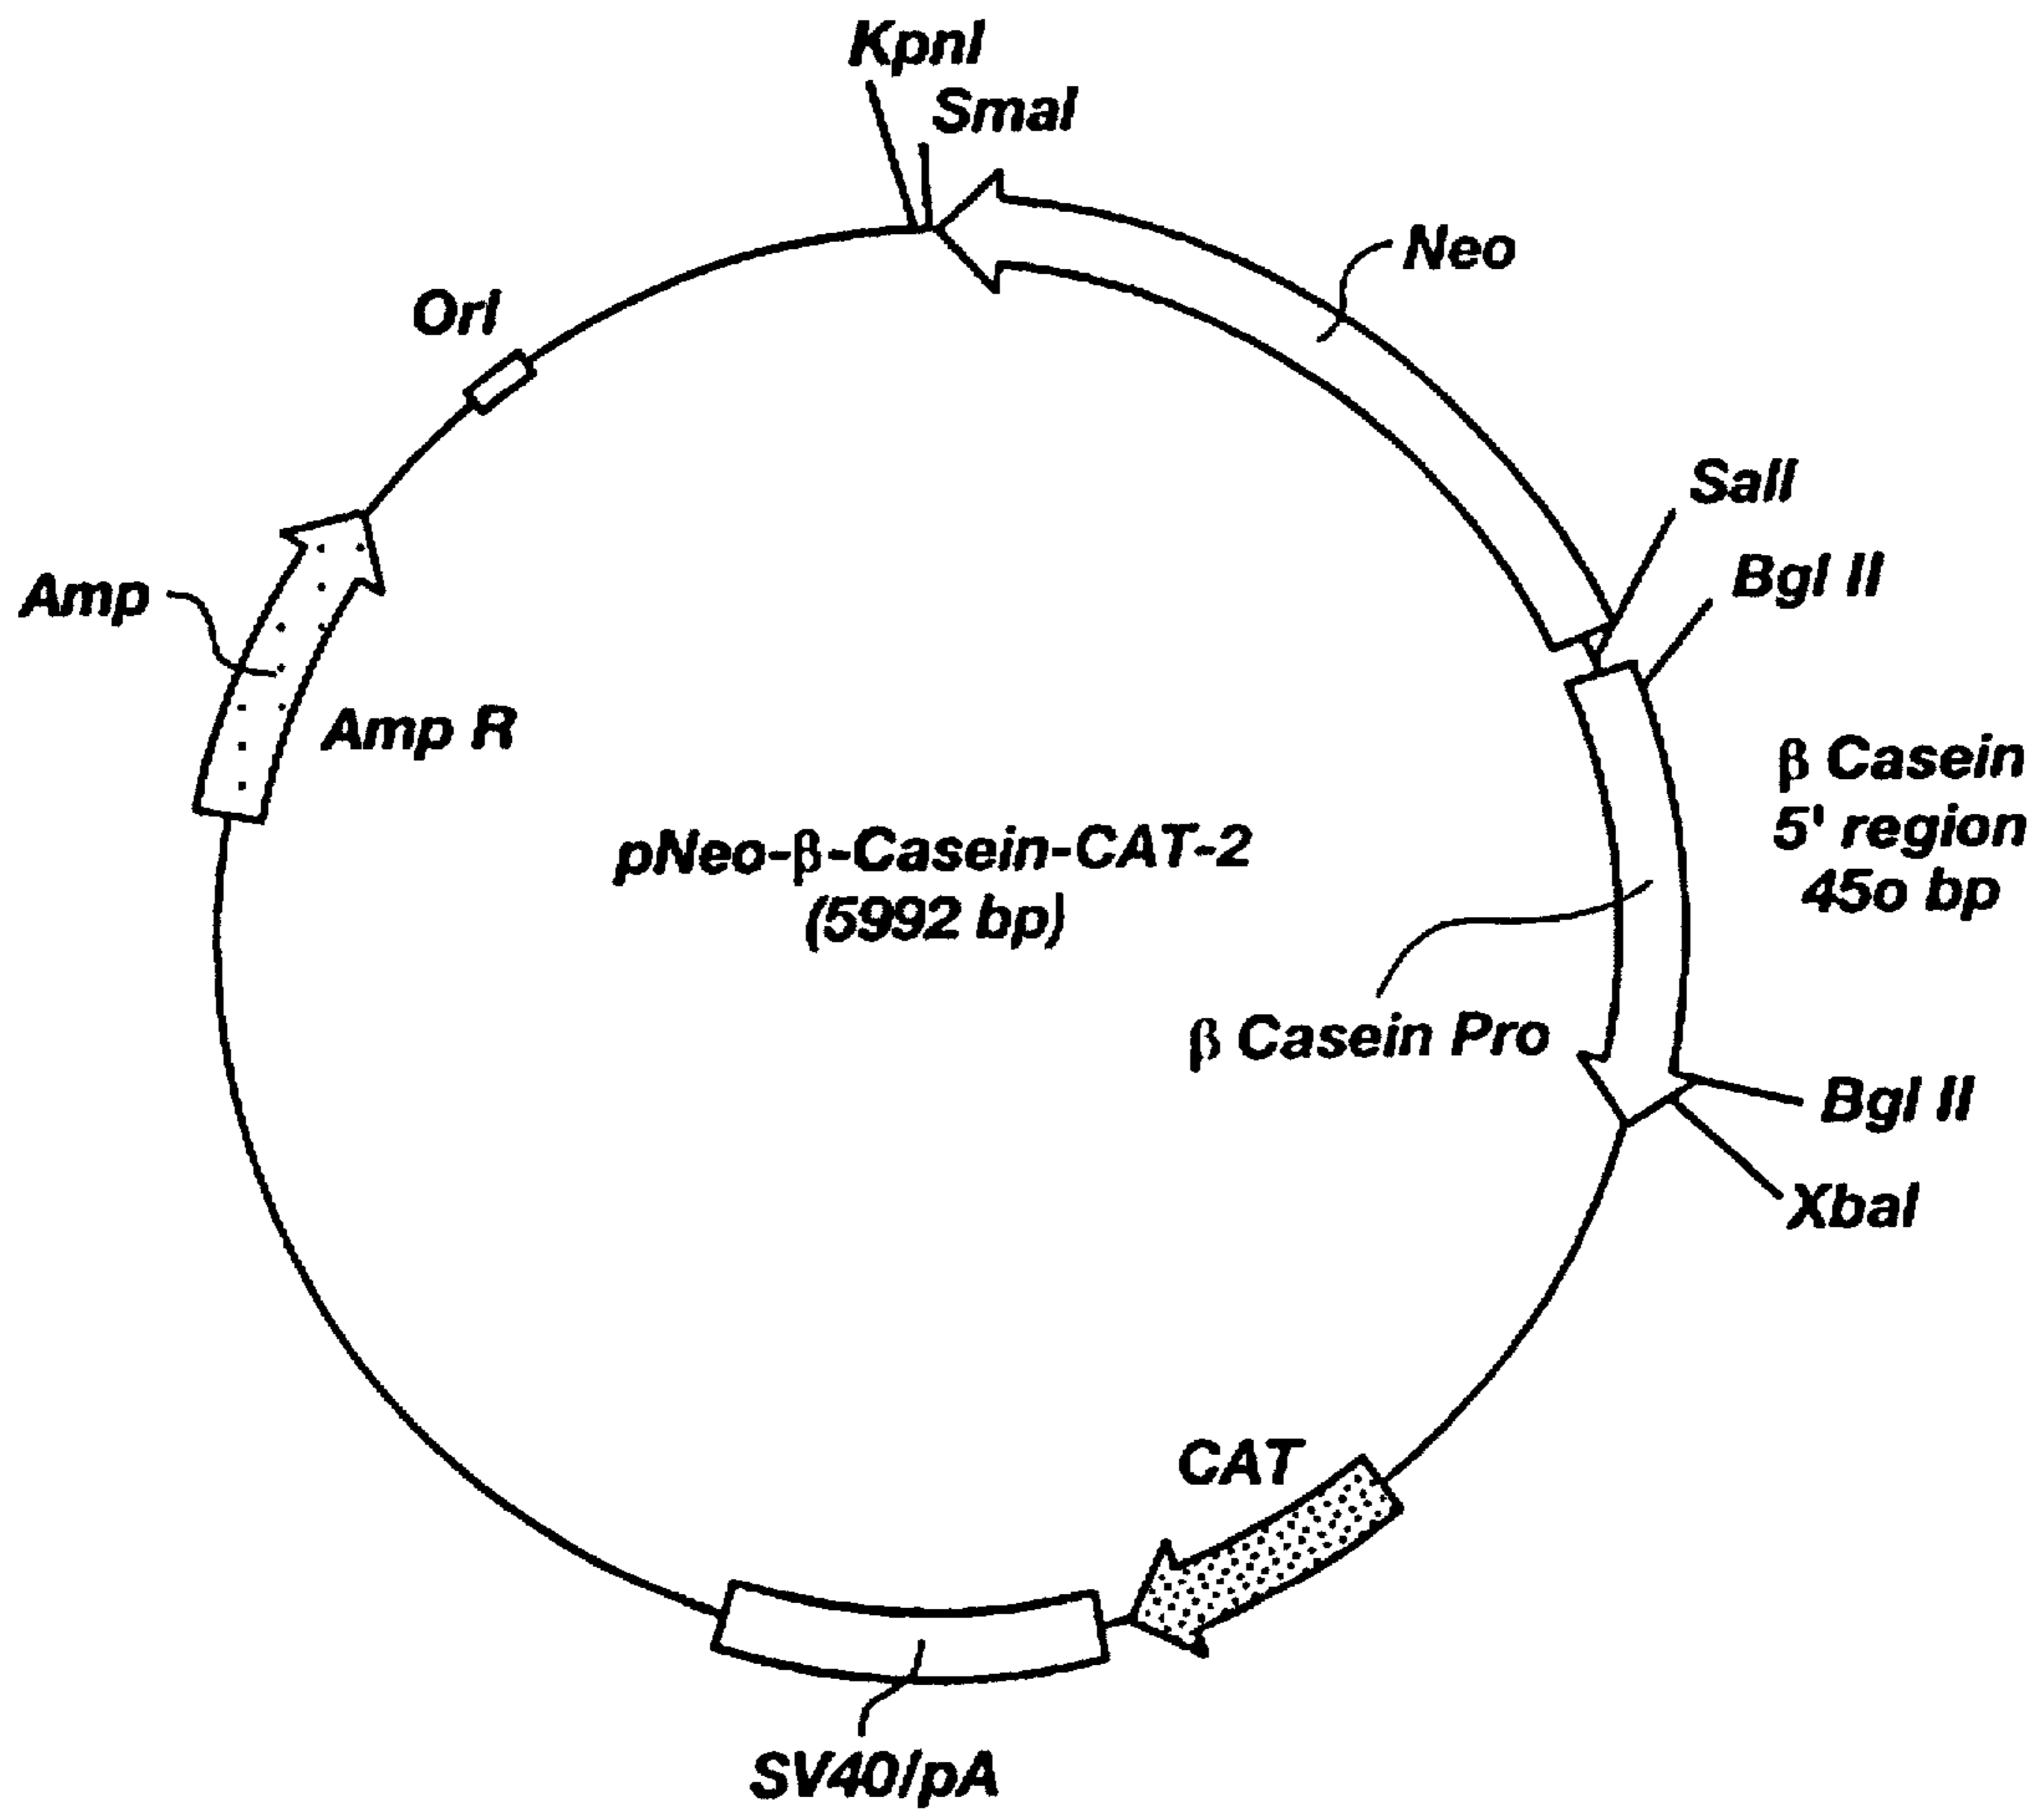 KpnI
SmaI
Neo
OrI
SalI
Bgl II
Amp
Amp R
β Casein
5' region
45o bp
pNeo-β-Casein-CAT-2
(5992 bp)
β Casein Pro
Bgl II
XbaI
CAT
SV40/pA